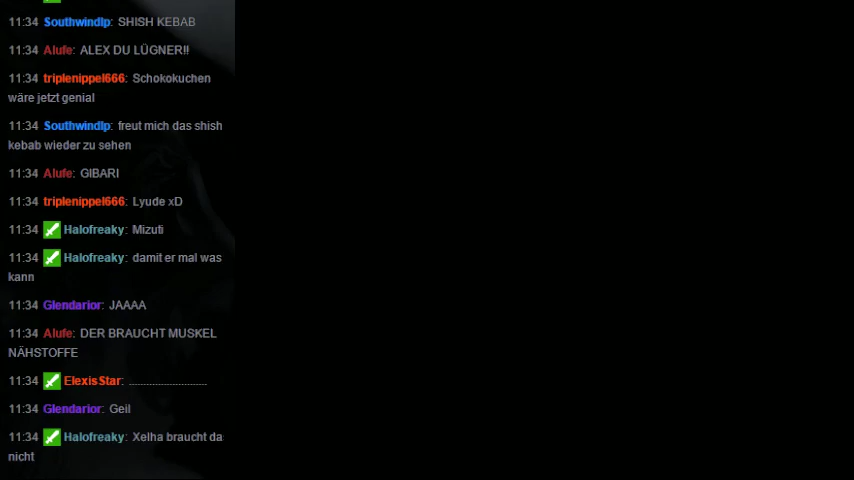 11:34 Southwindlp: SHISH KEBAB
11:34 Alufe: ALEX DU LÜGNER!!
11:34 triplenippel666: Schokokuchen
wäre jetzt genial
11:34 Southwindlp: freut mich das shish
kebab wieder zu sehen
11:34 Alufe: GIBARI
11:34 triplenippel666: Lyude xD
11:34 Halofreaky: Mizuti
11:34 Halofreaky: damit er mal was
kann
11:34 Glendarior: JAAAA
11:34 Alufe: DER BRAUCHT MUSKEL
NÄHSTOFFE
11:34 ElexisStar: ...........................
11:34 Glendarior: Geil
11:34 Halofreaky: Xelha braucht da
nicht